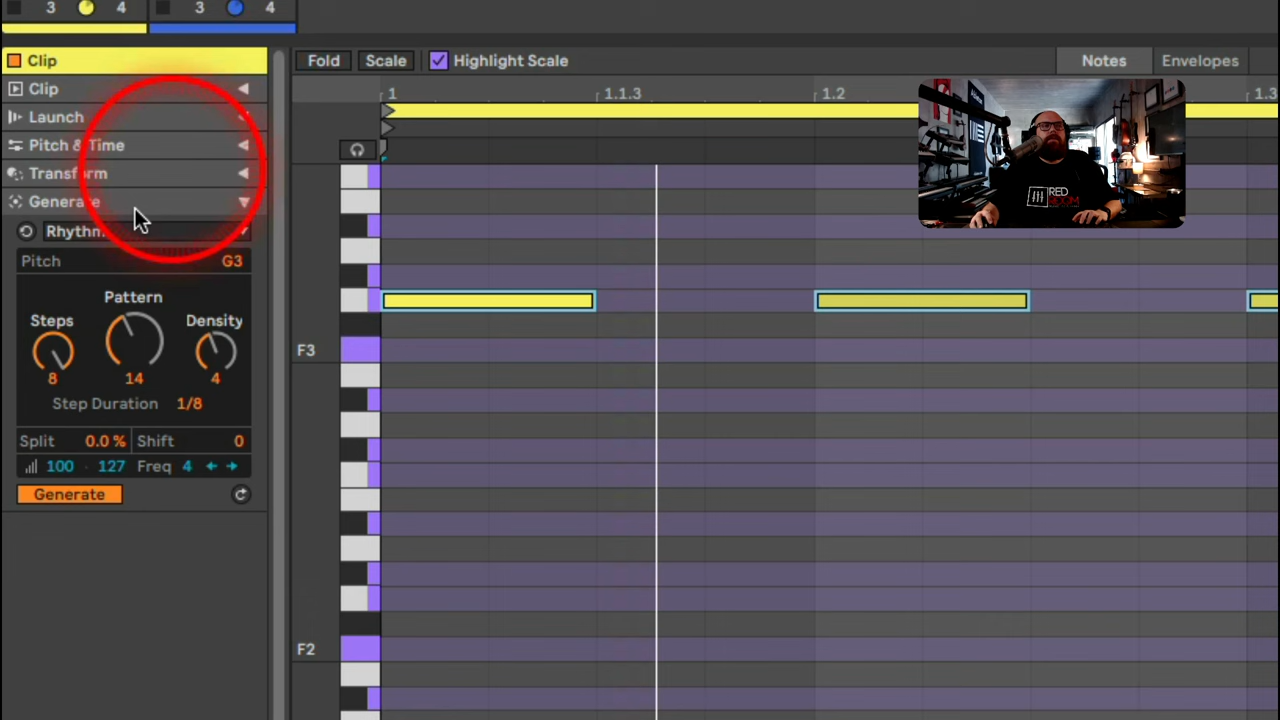 3 4 3 4
Clip
Fold Scale Highlight Scale Notes Envelopes
Clip
1 1.1.3 1.2 1.3
Launch
Pitch & Time
Transform
Generate
Rhythm
Pitch G3
Pattern
Steps Density
8 14 4
Step Duration 1/8
Split 0.0 % Shift 0
100 127 Freq 4
Generate
F3
F2
RED
ROOM